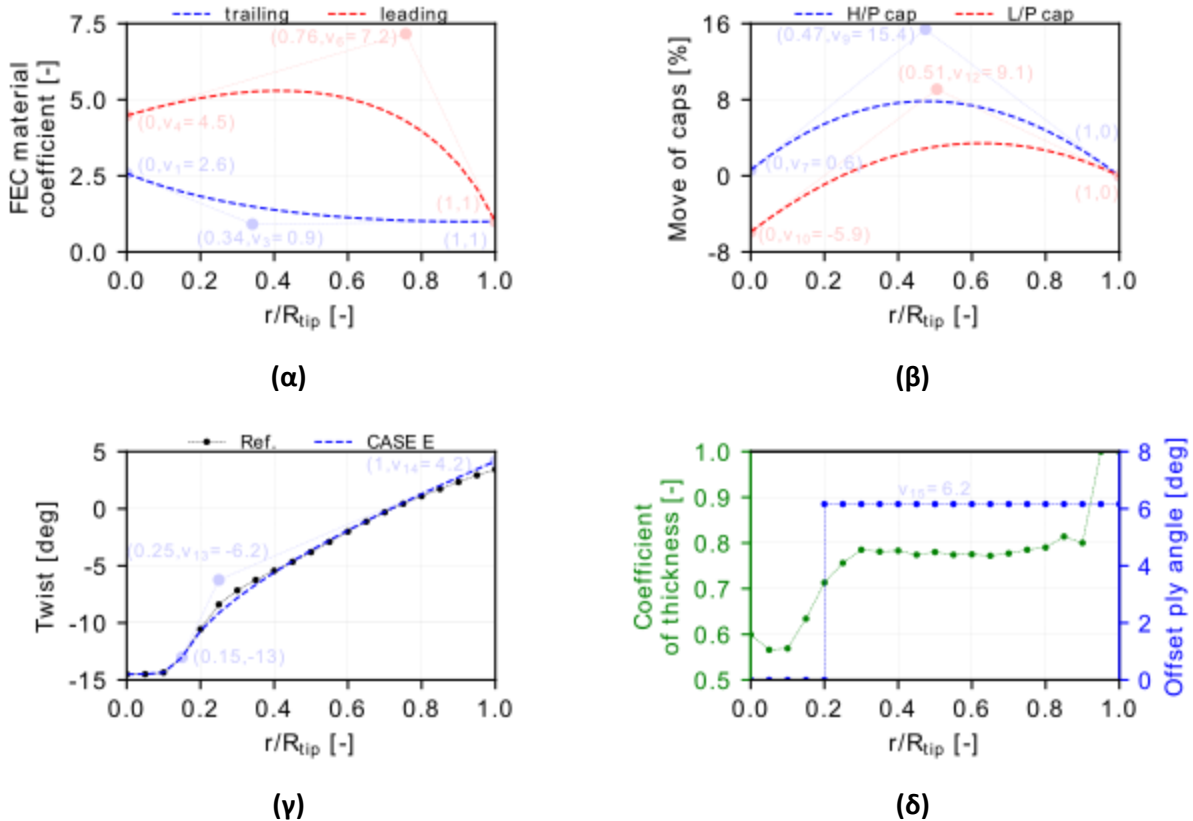 trailing leading
7.5
5.0
2.5
0.0
FEC material
coefficient [-]
(0.76,v₆= 7.2)
(0,v₄= 4.5)
(0,v₁= 2.6)
(0.34,v₃= 0.9)
(1,1)
(1,1)
0.0 0.2 0.4 0.6 0.8 1.0
r/Rtip [-]
(α)
H/P cap L/P cap
16
8
0
-8
Move of caps [%]
(0.47,v₉= 15.4)
(0.51,v₁₂= 9.1)
(1,0)
(0,v₇= 0.6)
(1,0)
(0,v₁₀= -5.9)
0.0 0.2 0.4 0.6 0.8 1.0
r/Rtip [-]
(β)
Ref. CASE E
5
0
-5
-10
-15
Twist [deg]
(1,v₁₄= 4.2)
(0.25,v₁₃= -6.2)
(0.15,-13)
0.0 0.2 0.4 0.6 0.8 1.0
r/Rtip [-]
(γ)
1.0
0.9
0.8
0.7
0.6
0.5
Coefficient
of thickness [-]
v₁₅= 6.2
8
6
4
2
0
Offset ply angle [deg]
0.0 0.2 0.4 0.6 0.8 1.0
r/Rtip [-]
(δ)